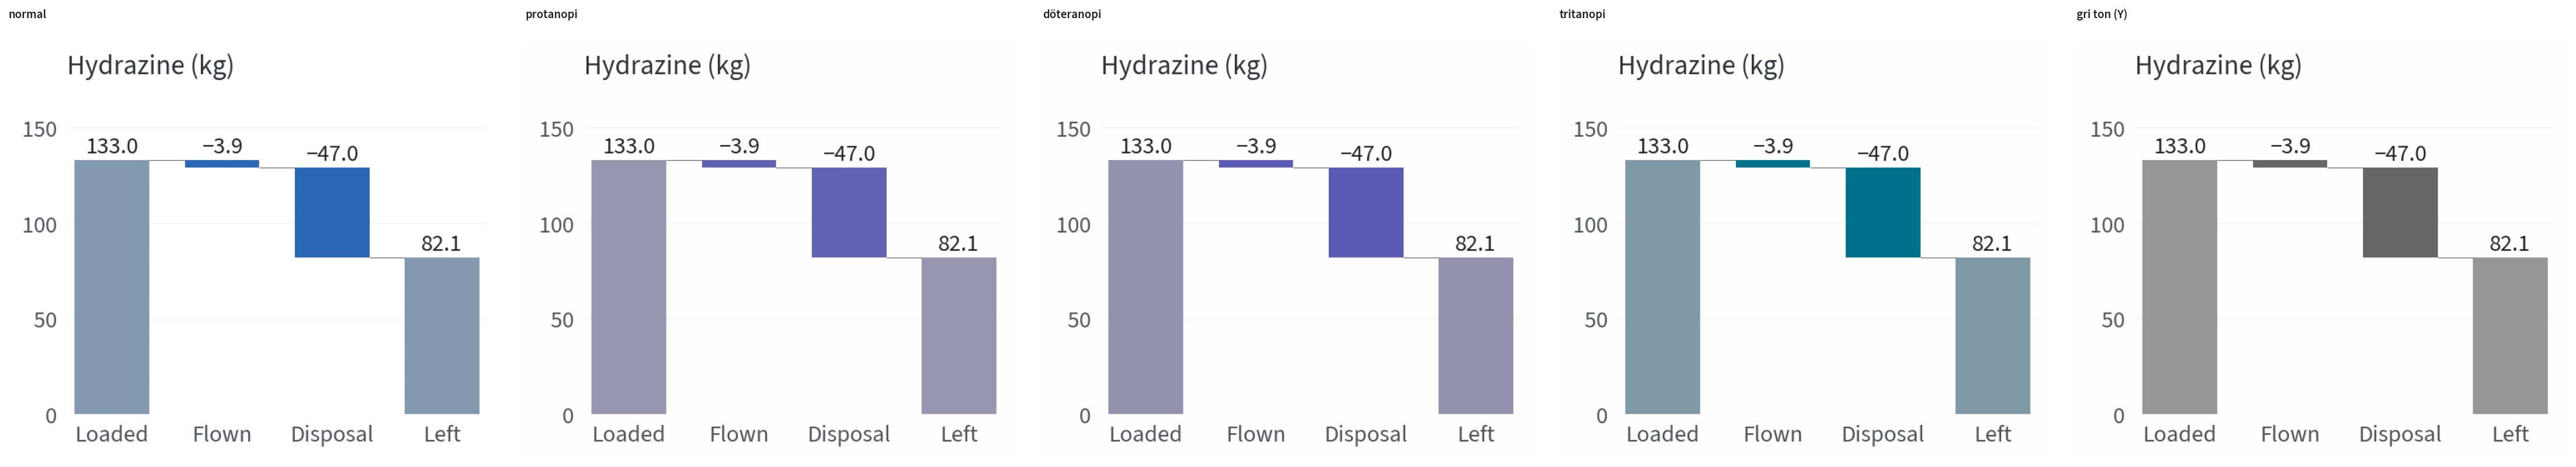 normal
Hydrazine (kg)
150
100
50
0
133.0
−3.9
−47.0
82.1
Loaded
Flown
Disposal
Left
protanopi
Hydrazine (kg)
150
100
50
0
133.0
−3.9
−47.0
82.1
Loaded
Flown
Disposal
Left
döteranopi
Hydrazine (kg)
150
100
50
0
133.0
−3.9
−47.0
82.1
Loaded
Flown
Disposal
Left
tritanopi
Hydrazine (kg)
150
100
50
0
133.0
−3.9
−47.0
82.1
Loaded
Flown
Disposal
Left
gri ton (Y)
Hydrazine (kg)
150
100
50
0
133.0
−3.9
−47.0
82.1
Loaded
Flown
Disposal
Left